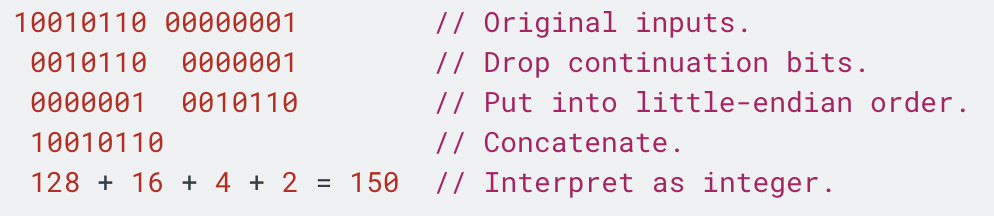 10010110 00000001        // Original inputs.
 0010110  0000001        // Drop continuation bits.
 0000001  0010110        // Put into little-endian order.
 10010110                // Concatenate.
 128 + 16 + 4 + 2 = 150  // Interpret as integer.